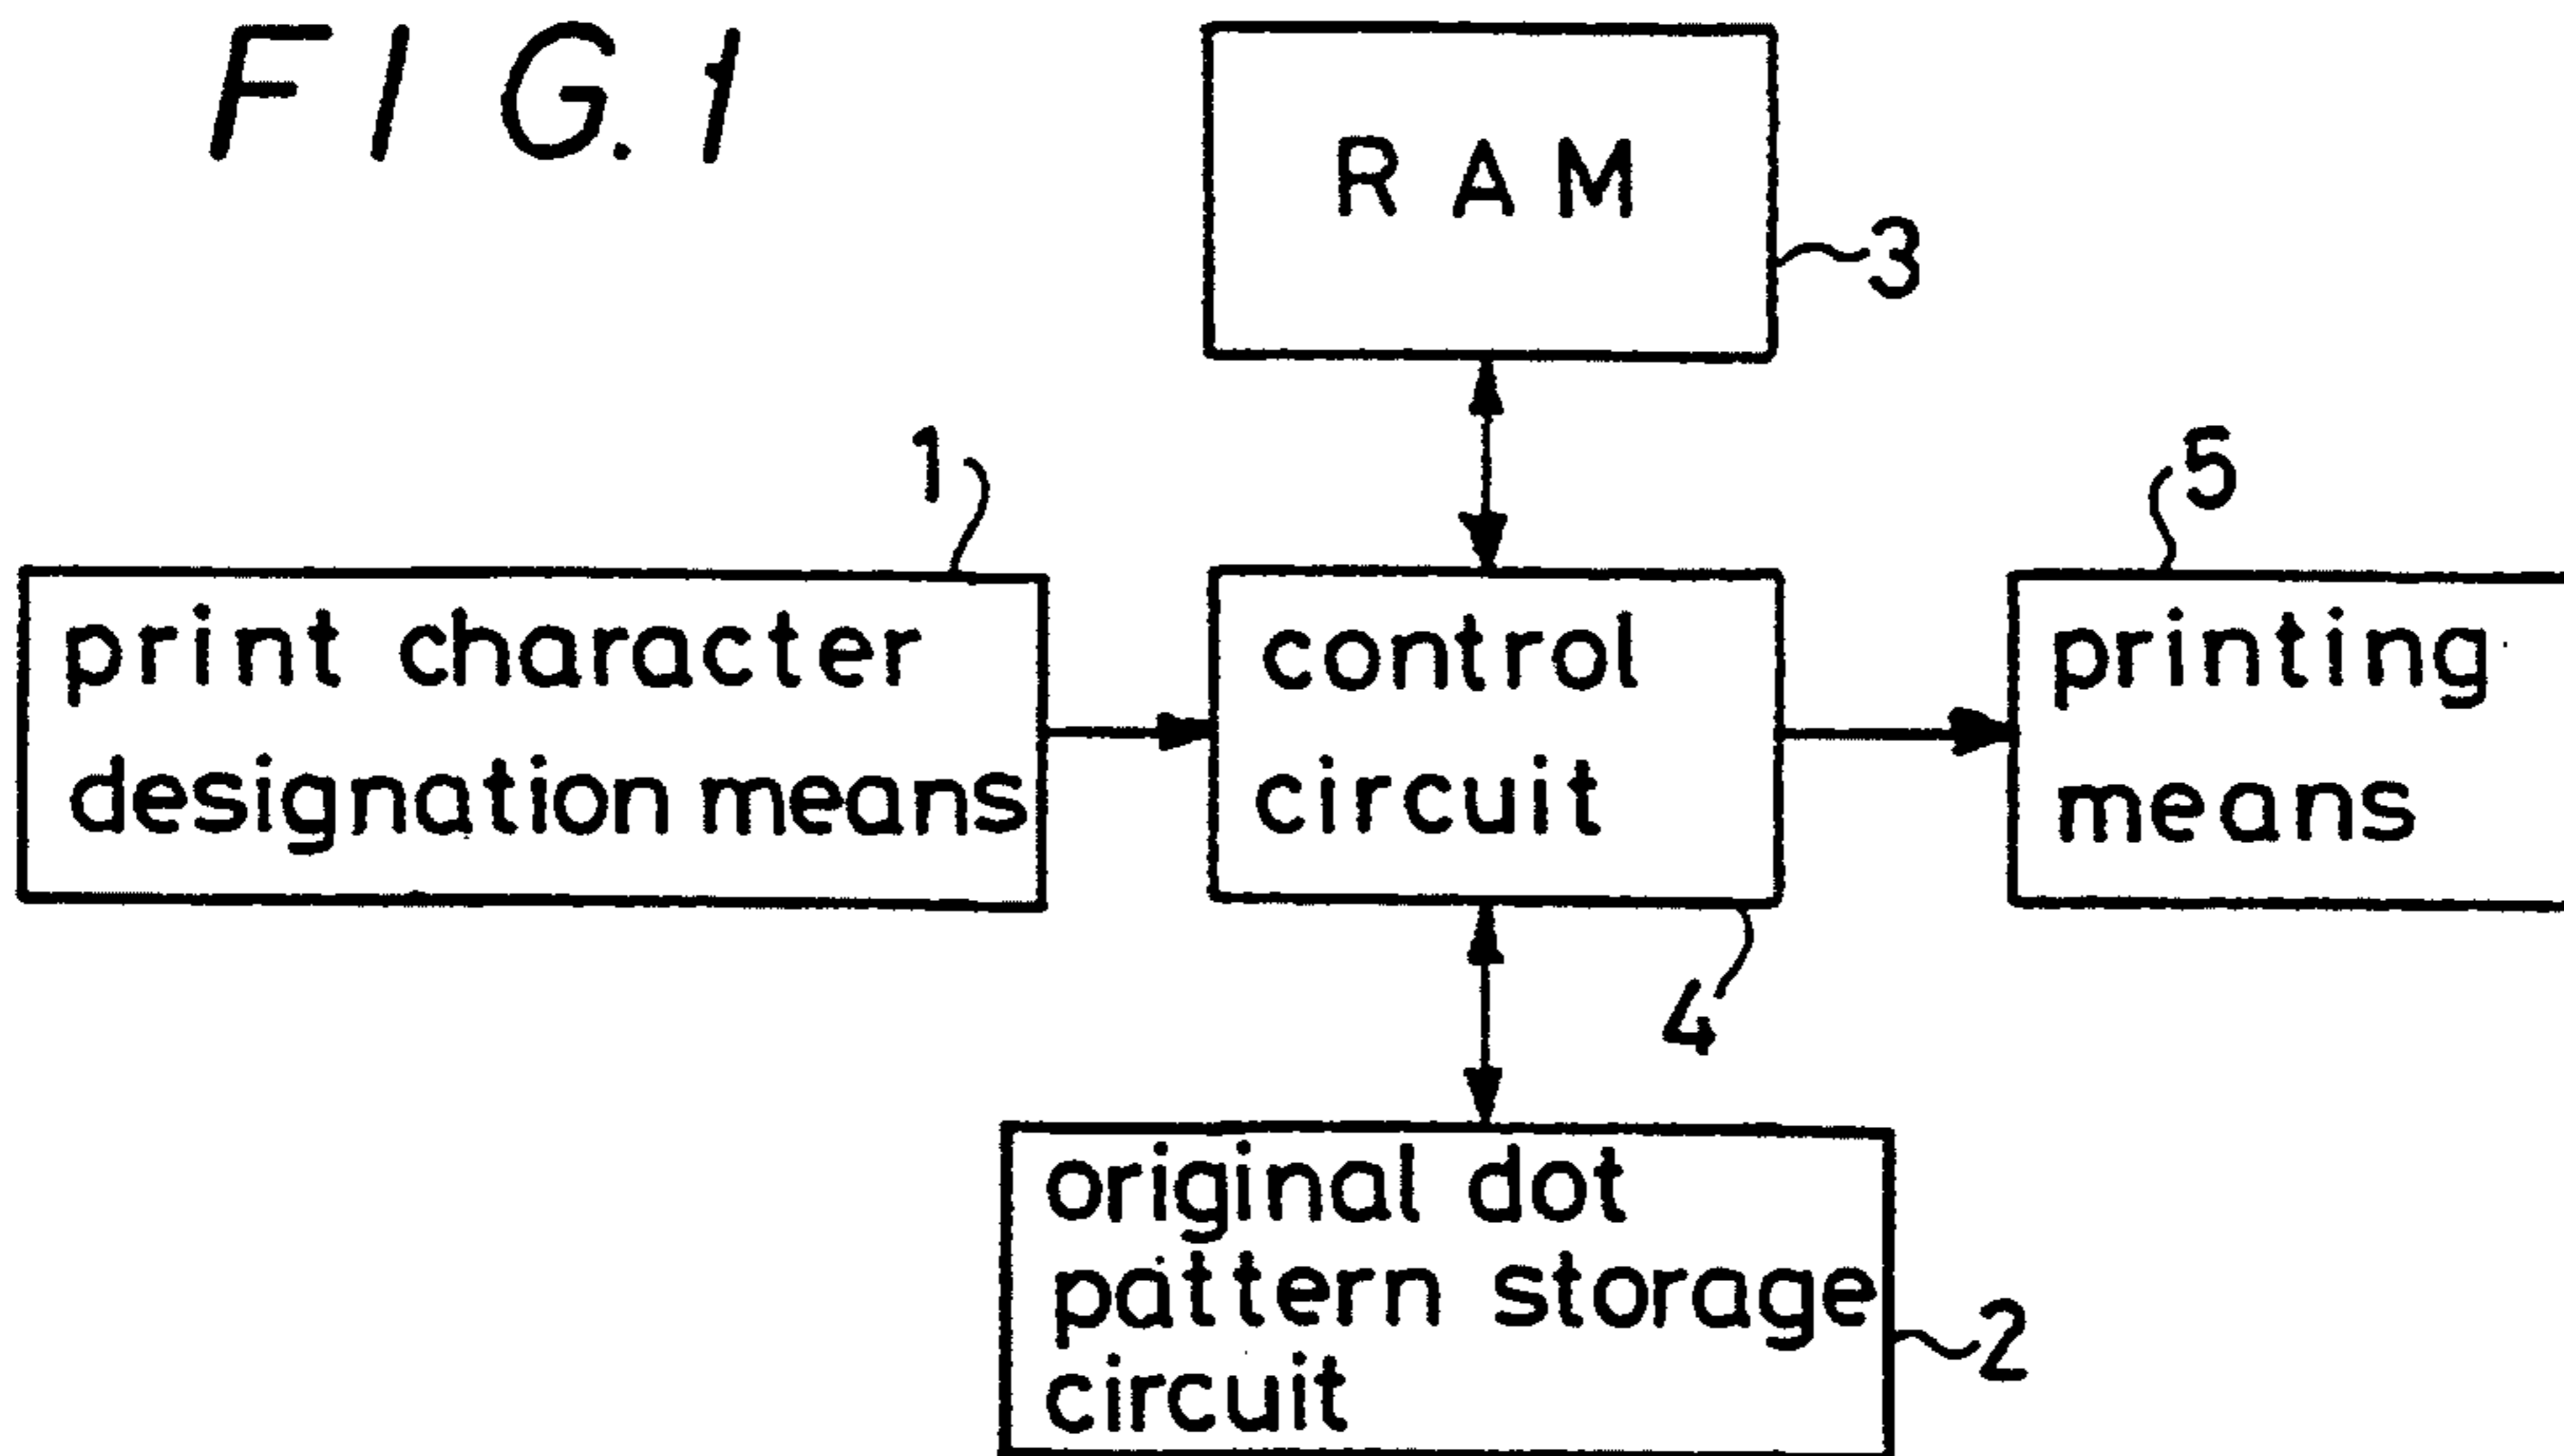 FIG. 1
RAM
3
1
print character
designation means
control
circuit
4
5
printing
means
original dot
pattern storage
circuit
2